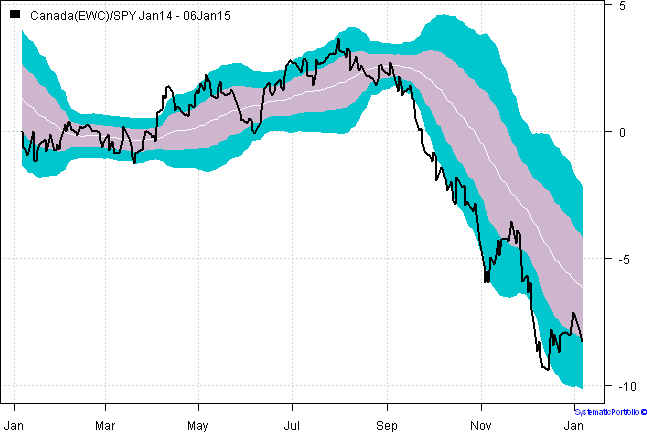 Canada(EWC)/SPY Jan14 - 06Jan15
5
0
-5
-10
Jan Mar May Jul Sep Nov Jan
SystematicPortfolio ©